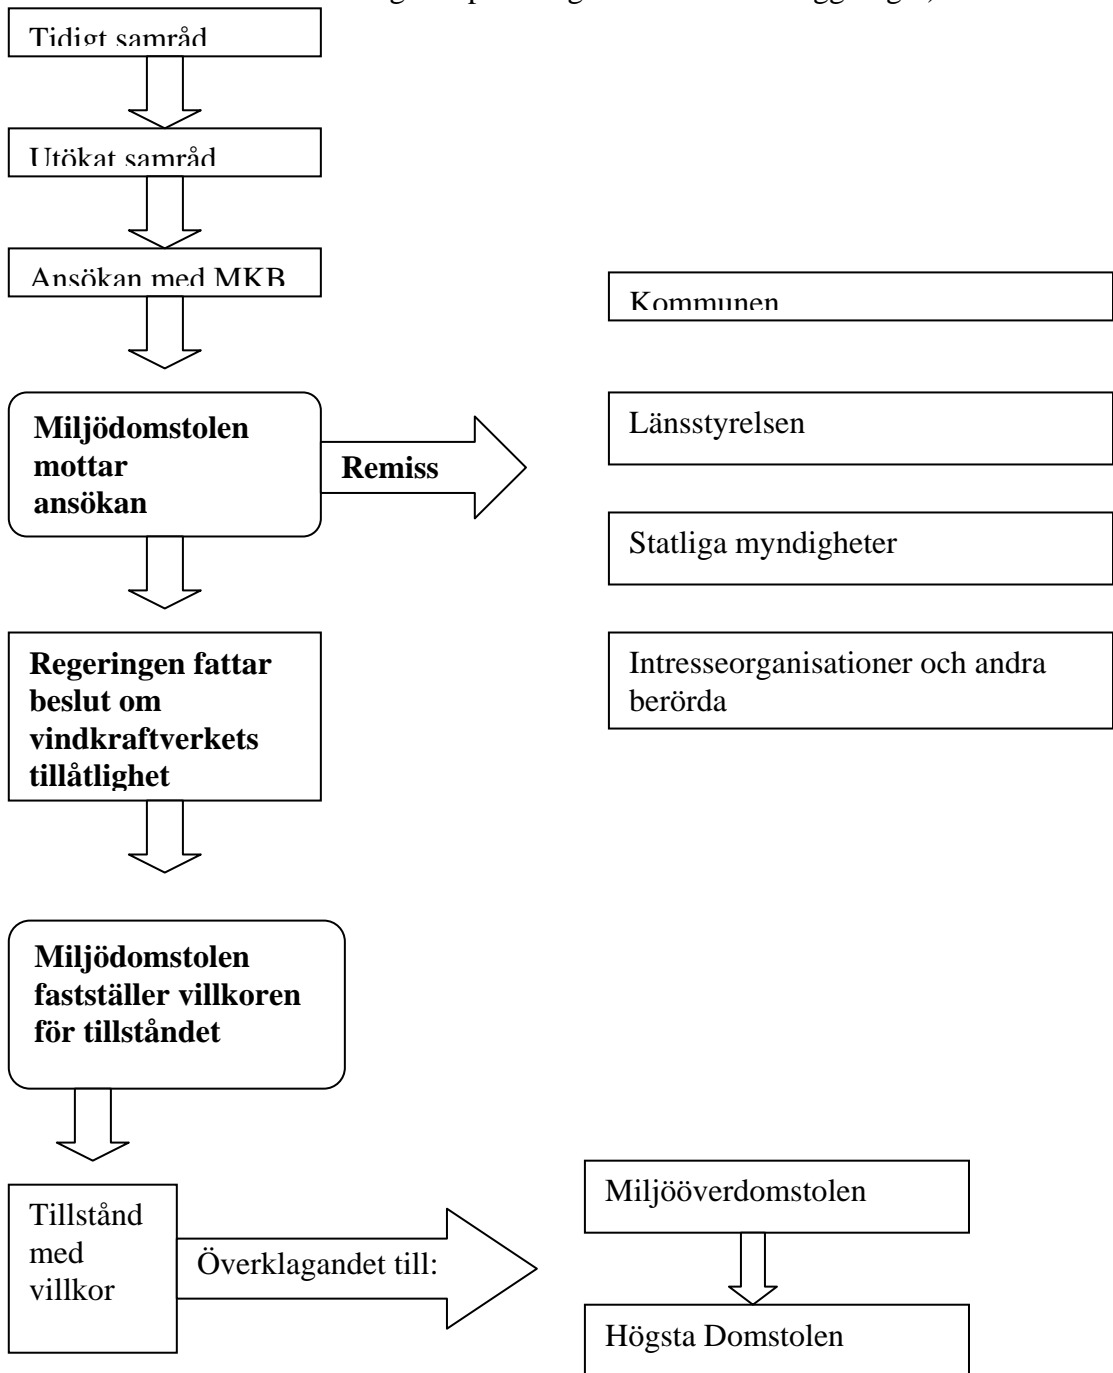 Tidigt samråd
Utökat samråd
Ansökan med MKB
Kommunen
Miljödomstolen
mottar
ansökan
Remiss
Länsstyrelsen
Statliga myndigheter
Intresseorganisationer och andra
berörda
Regeringen fattar
beslut om
vindkraftverkets
tillåtlighet
Miljödomstolen
fastställer villkoren
för tillståndet
Tillstånd
med
villkor
Överklagandet till:
Miljööverdomstolen
Högsta Domstolen